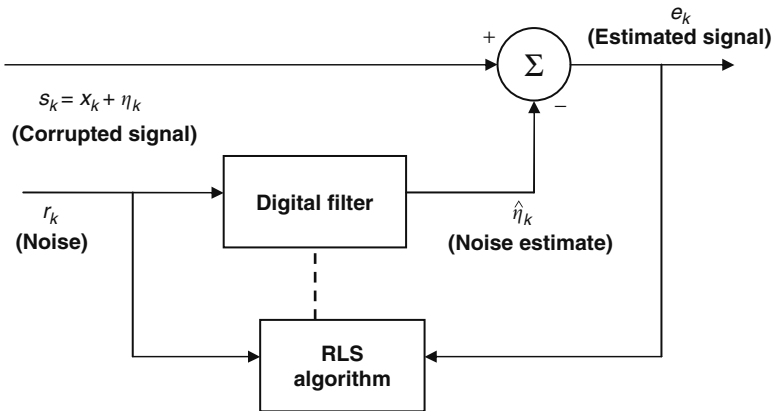 e_k
(Estimated signal)
+
Σ
−
s_k = x_k + η_k
(Corrupted signal)
Digital filter
r_k
(Noise)
η̂_k
(Noise estimate)
RLS
algorithm